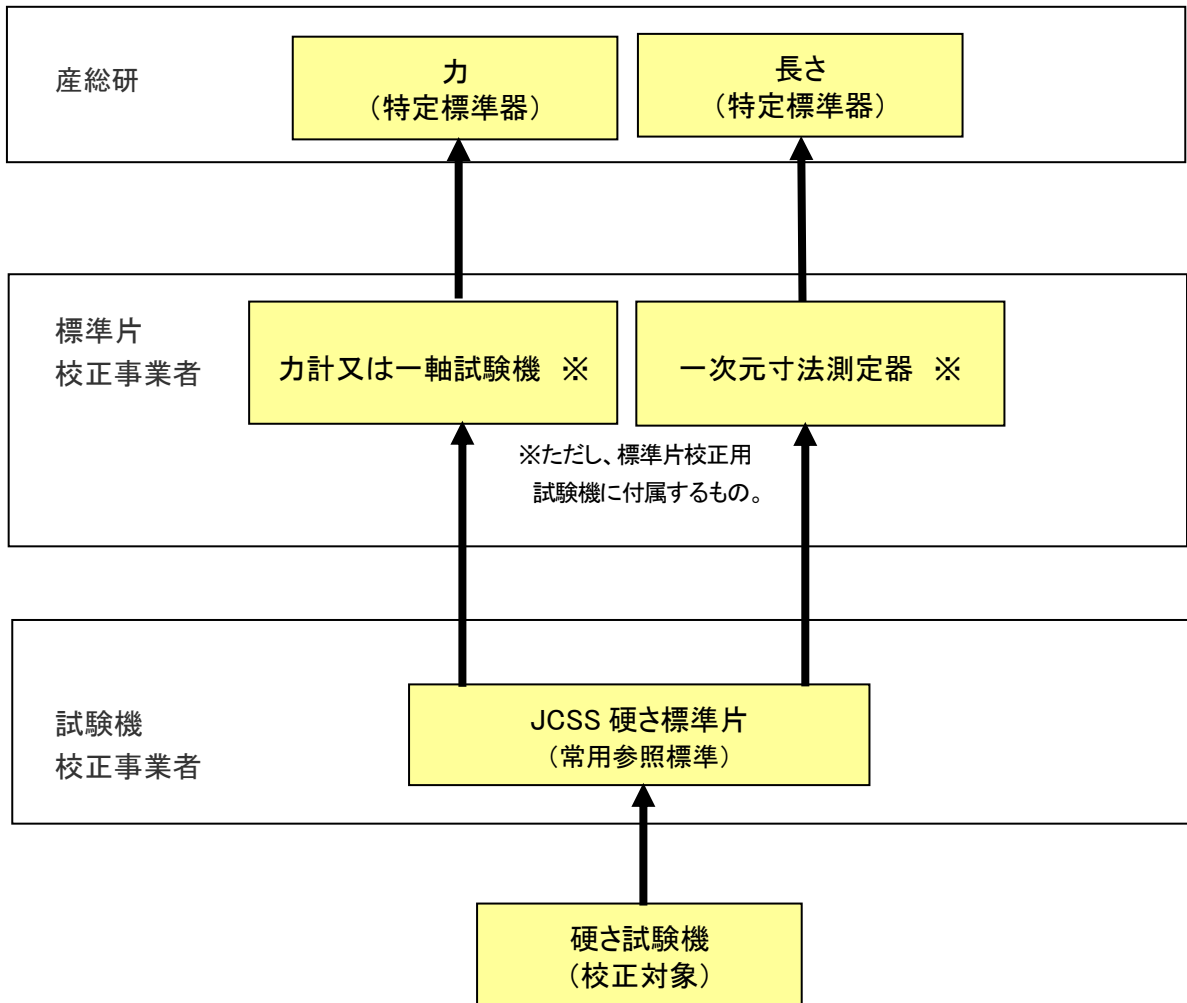 産総研
力
（特定標準器）
長さ
（特定標準器）
標準片
校正事業者
力計又は一軸試験機　※
一次元寸法測定器　※
※ただし、標準片校正用
試験機に付属するもの。
試験機
校正事業者
JCSS 硬さ標準片
（常用参照標準）
硬さ試験機
（校正対象）